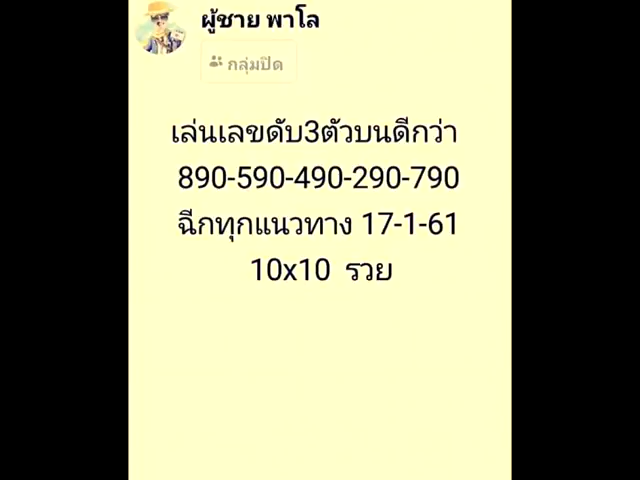 ผู้ชาย พาโล
กลุ่มปิด
เล่นเลขดับ3ตัวบนดีกว่า
890-590-490-290-790
ฉีกทุกแนวทาง 17-1-61
10x10 รวย